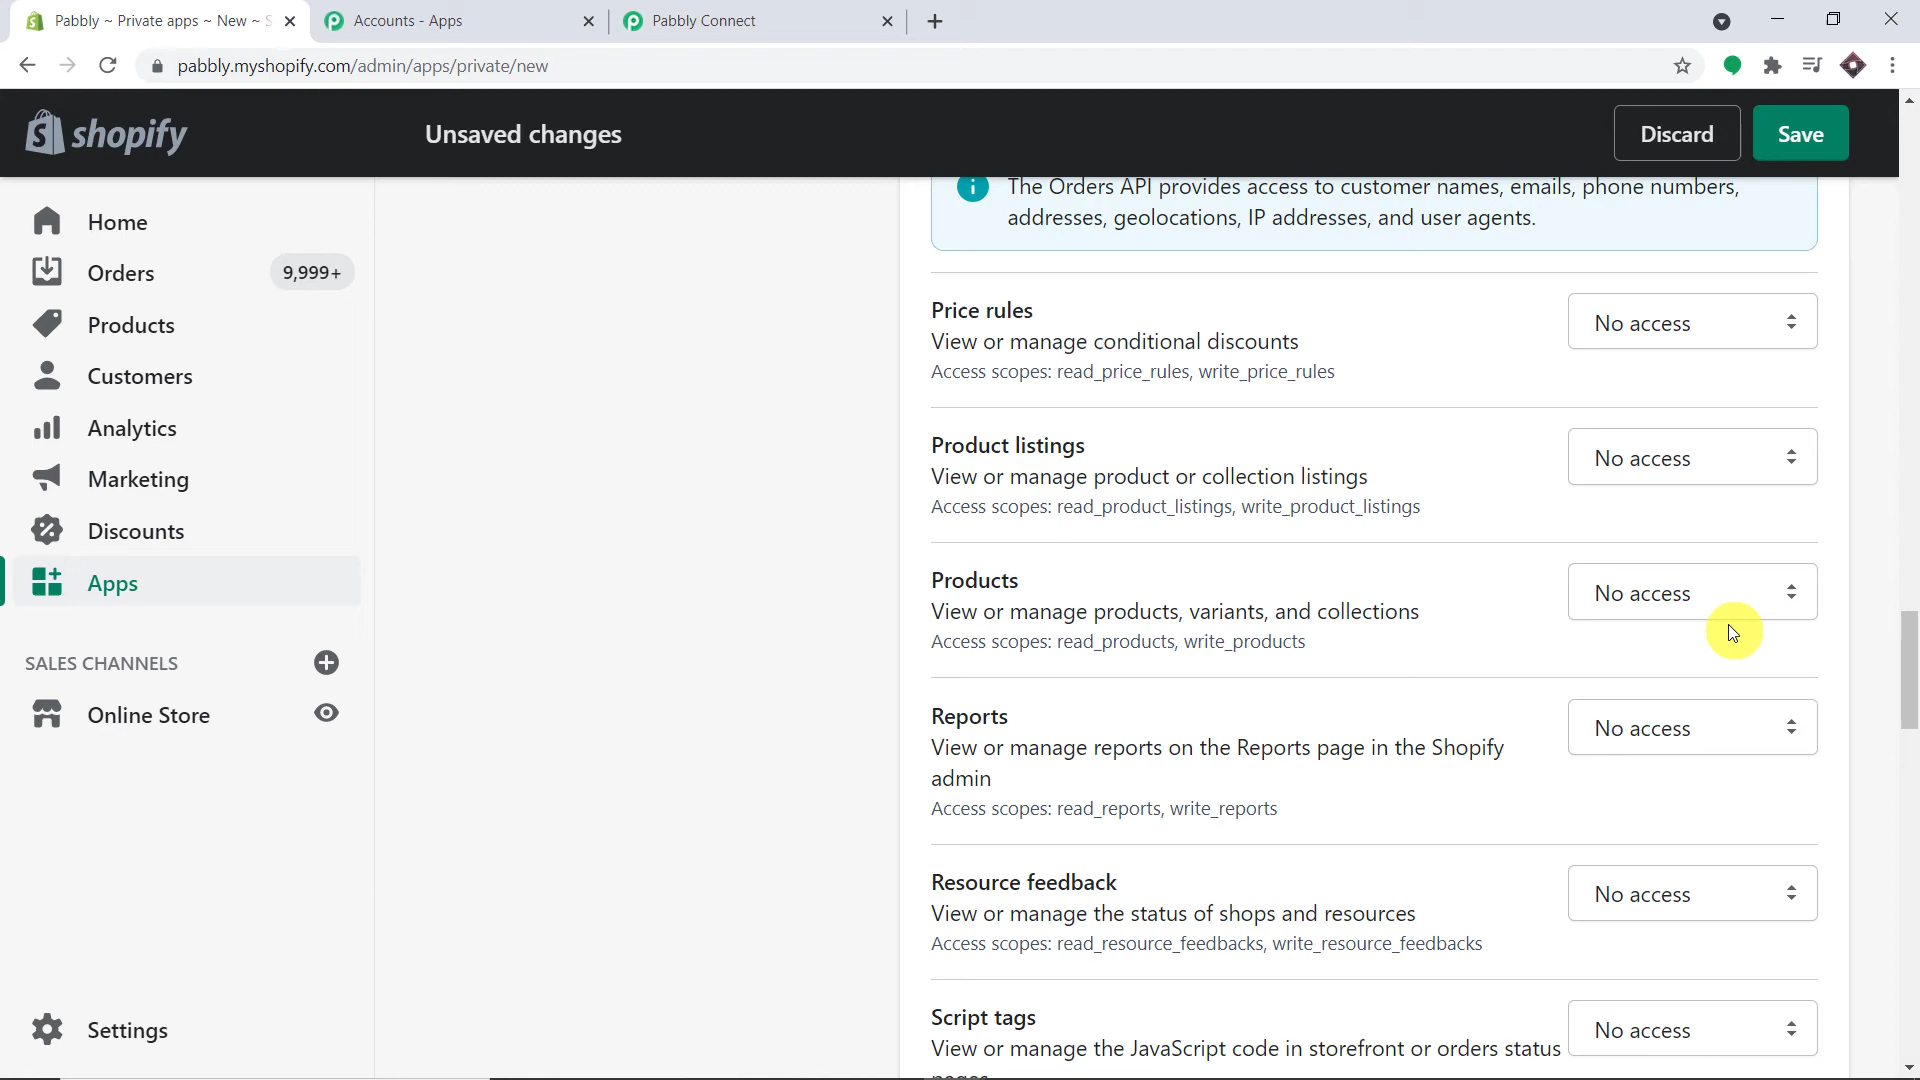 Pabbly ~ Private apps ~ New ~ S
Accounts - Apps
Pabbly Connect
pabbly.myshopify.com/admin/apps/private/new
shopify
Unsaved changes
Discard
Save
Home
Orders
9,999+
Products
Customers
Analytics
Marketing
Discounts
Apps
SALES CHANNELS
Online Store
Settings
The Orders API provides access to customer names, emails, phone numbers,
addresses, geolocations, IP addresses, and user agents.
Price rules
View or manage conditional discounts
Access scopes: read_price_rules, write_price_rules
No access
Product listings
View or manage product or collection listings
Access scopes: read_product_listings, write_product_listings
No access
Products
View or manage products, variants, and collections
Access scopes: read_products, write_products
No access
Reports
View or manage reports on the Reports page in the Shopify
admin
Access scopes: read_reports, write_reports
No access
Resource feedback
View or manage the status of shops and resources
Access scopes: read_resource_feedbacks, write_resource_feedbacks
No access
Script tags
View or manage the JavaScript code in storefront or orders status
No access